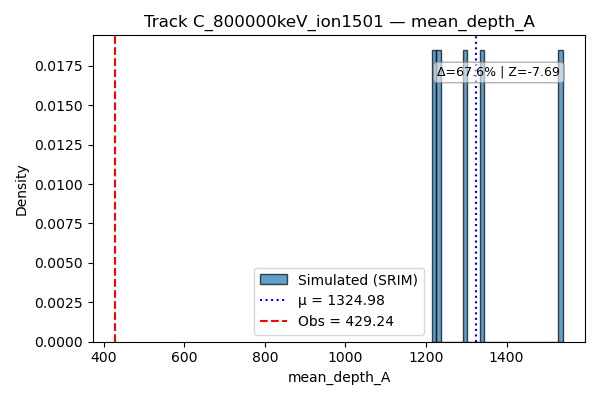 Track C_800000keV_ion1501 — mean_depth_A
Δ=67.6% | Z=-7.69
0.0175
0.0150
0.0125
0.0100
0.0075
0.0050
0.0025
0.0000
Density
Simulated (SRIM)
μ = 1324.98
Obs = 429.24
400 600 800 1000 1200 1400
mean_depth_A